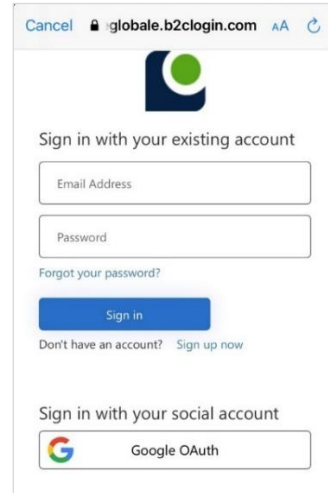 Cancel globale.b2clogin.com AA
Sign in with your existing account
Email Address
Password
Forgot your password?
Sign in
Don't have an account? Sign up now
Sign in with your social account
Google OAuth